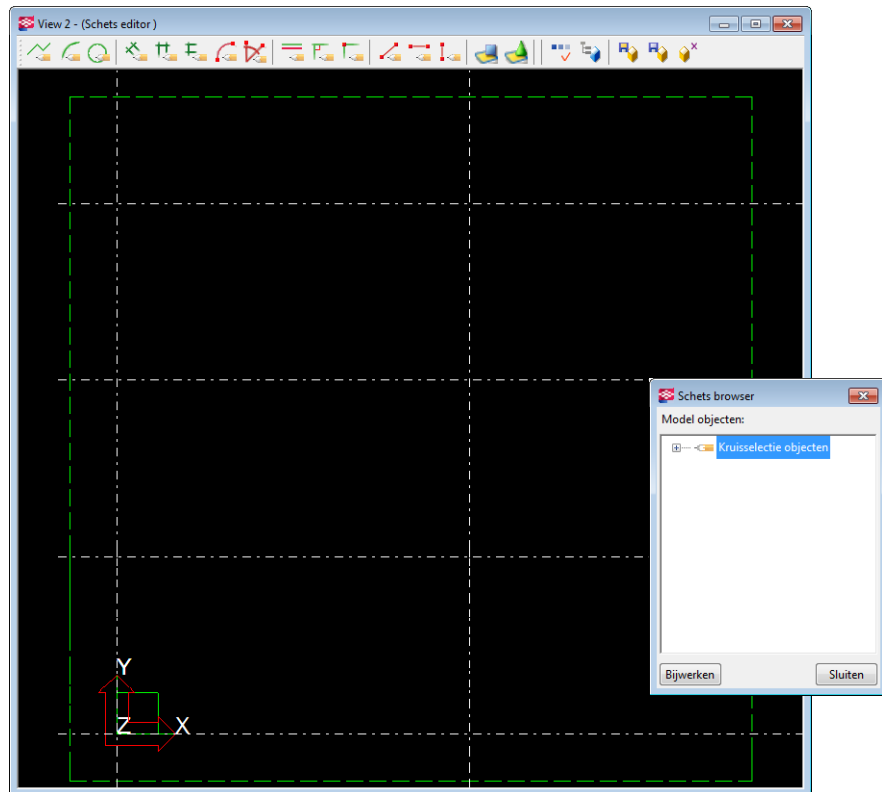 View 2 - (Schets editor )
Schets browser
Model objecten:
Kruisselectie objecten
Bijwerken
Sluiten
Y
Z
X